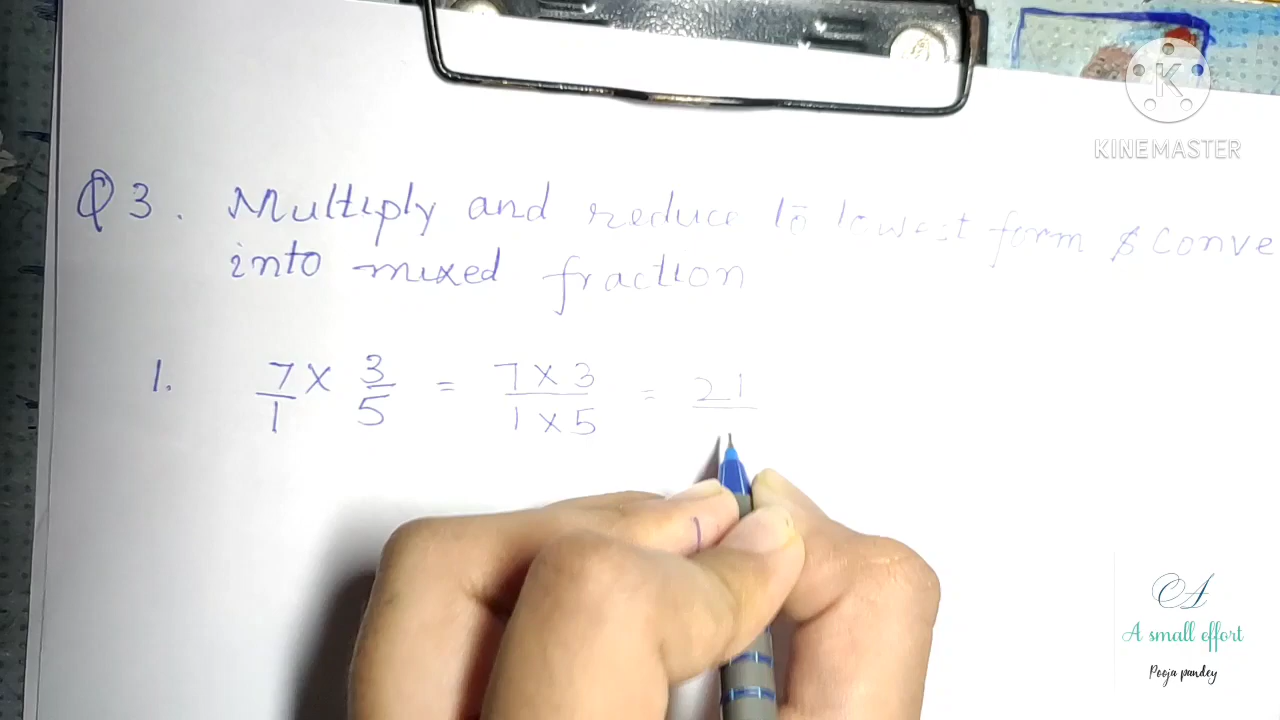 KINEMASTER
Q3. Multiply and reduce to lowest form & conve
into mixed fraction
1. 7/1 × 3/5 = 7×3/1×5 = 21
A small effort
Pooja pandey